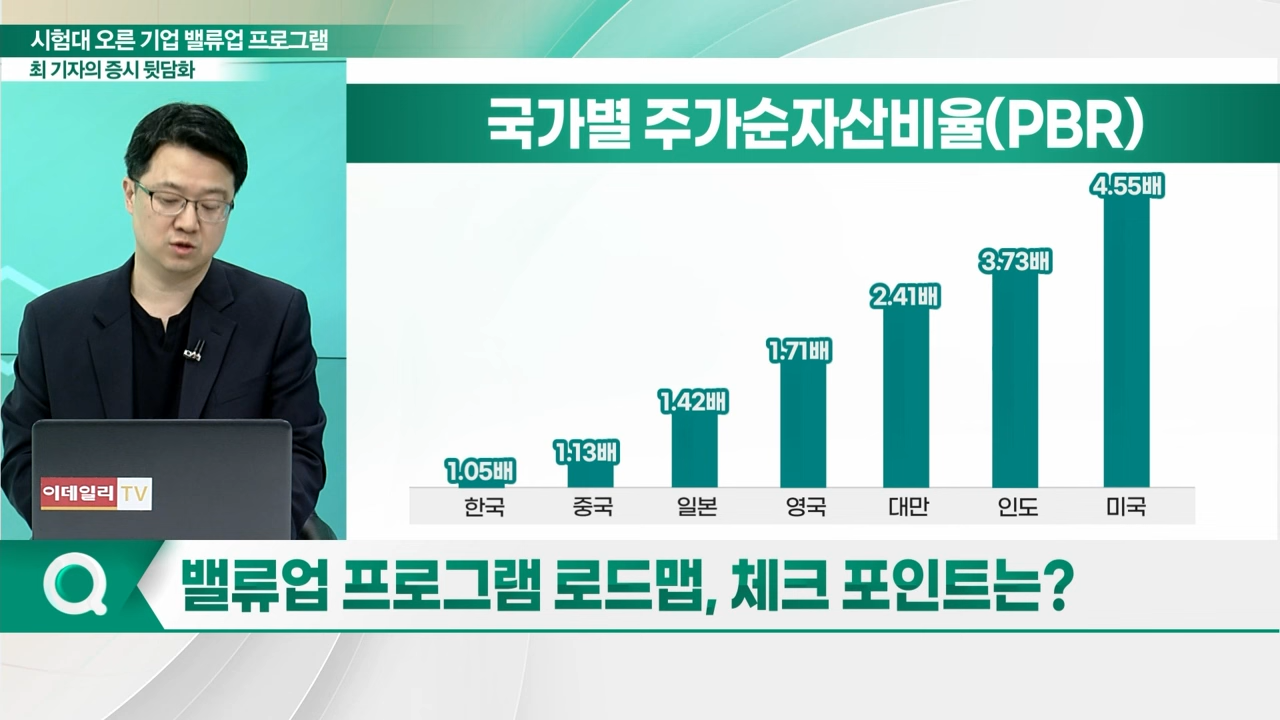 시험대 오른 기업 밸류업 프로그램
최 기자의 증시 뒷담화
국가별 주가순자산비율(PBR)
4.55배
3.73배
2.41배
1.71배
1.42배
1.13배
1.05배
한국 중국 일본 영국 대만 인도 미국
이데일리 TV
밸류업 프로그램 로드맵, 체크 포인트는?